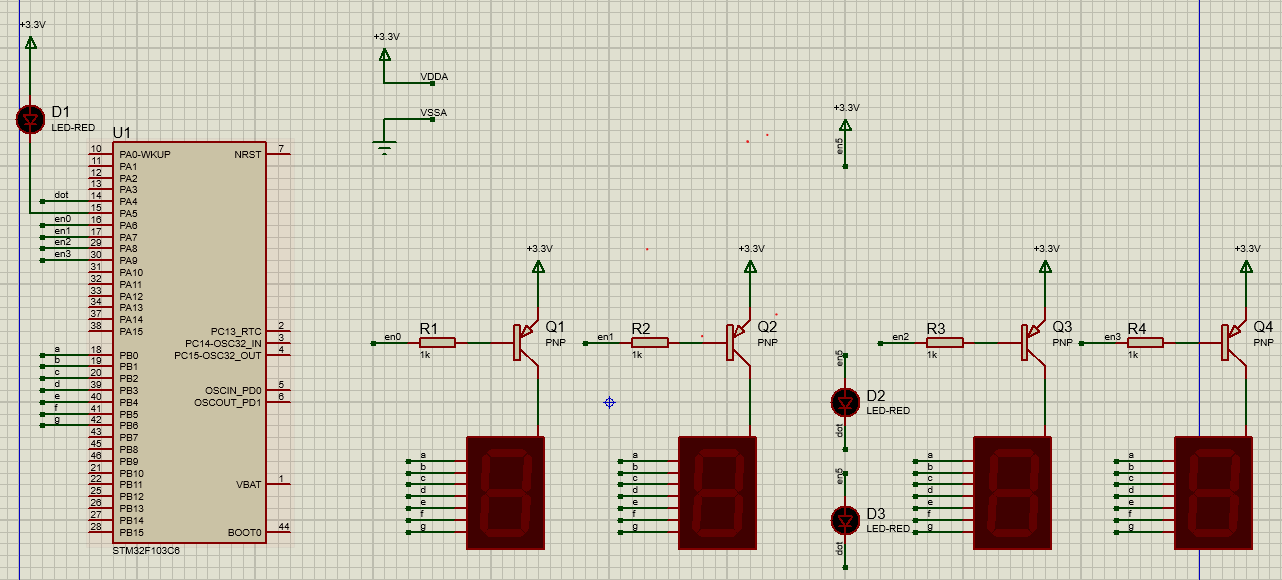 +3.3V
D1
LED-RED
U1
10 PA0-WKUP NRST 7
11 PA1
12 PA2
13 PA3
dot 14 PA4
15 PA5
en0 16 PA6
en1 17 PA7
en2 29 PA8
en3 30 PA9
31 PA10
32 PA11
33 PA12
34 PA13
37 PA14
38 PA15
PC13_RTC 2
PC14-OSC32_IN 3
a 18 PB0 PC15-OSC32_OUT 4
b 19 PB1
c 20 PB2
d 39 PB3 OSCIN_PD0 5
e 40 PB4 OSCOUT_PD1 6
f 41 PB5
g 42 PB6
43 PB7
45 PB8
46 PB9
21 PB10
22 PB11 VBAT 1
25 PB12
26 PB13
27 PB14
28 PB15 BOOT0 44
STM32F103C6
+3.3V
VDDA
VSSA
+3.3V
en5
+3.3V
en0 R1 Q1
1k PNP
a
b
c
d
e
f
g
+3.3V
en1 R2 Q2
1k PNP
a
b
c
d
e
f
g
en5
D2
LED-RED
dot
en5
D3
LED-RED
dot
+3.3V
en2 R3 Q3
1k PNP
a
b
c
d
e
f
g
+3.3V
en3 R4 Q4
1k PNP
a
b
c
d
e
f
g